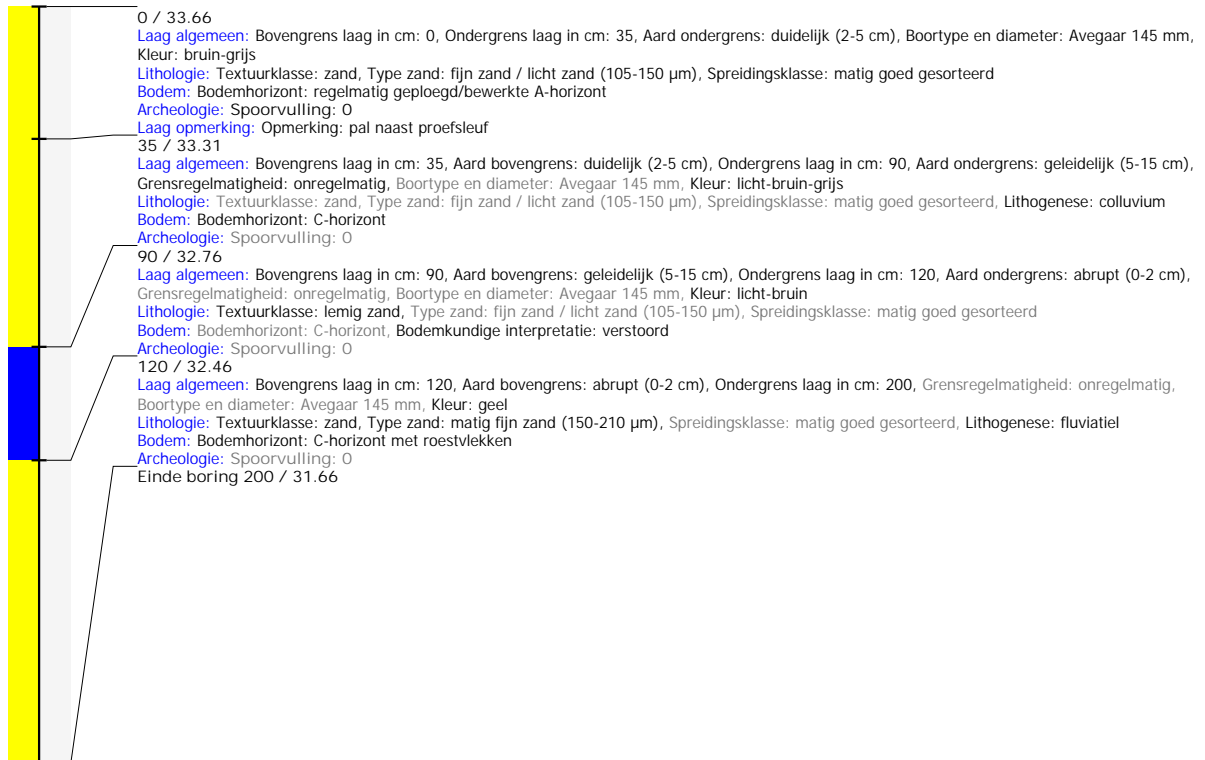 0 / 33.66
Laag algemeen: Bovengrens laag in cm: 0, Ondergrens laag in cm: 35, Aard ondergrens: duidelijk (2-5 cm), Boortype en diameter: Avegaar 145 mm,
Kleur: bruin-grijs
Lithologie: Textuurklasse: zand, Type zand: fijn zand / licht zand (105-150 µm), Spreidingsklasse: matig goed gesorteerd
Bodem: Bodemhorizont: regelmatig geploegd/bewerkte A-horizont
Archeologie: Spoorvulling: 0
Laag opmerking: Opmerking: pal naast proefsleuf
35 / 33.31
Laag algemeen: Bovengrens laag in cm: 35, Aard bovengrens: duidelijk (2-5 cm), Ondergrens laag in cm: 90, Aard ondergrens: geleidelijk (5-15 cm),
Grensregelmatigheid: onregelmatig, Boortype en diameter: Avegaar 145 mm, Kleur: licht-bruin-grijs
Lithologie: Textuurklasse: zand, Type zand: fijn zand / licht zand (105-150 µm), Spreidingsklasse: matig goed gesorteerd, Lithogenese: colluvium
Bodem: Bodemhorizont: C-horizont
Archeologie: Spoorvulling: 0
90 / 32.76
Laag algemeen: Bovengrens laag in cm: 90, Aard bovengrens: geleidelijk (5-15 cm), Ondergrens laag in cm: 120, Aard ondergrens: abrupt (0-2 cm),
Grensregelmatigheid: onregelmatig, Boortype en diameter: Avegaar 145 mm, Kleur: licht-bruin
Lithologie: Textuurklasse: lemig zand, Type zand: fijn zand / licht zand (105-150 µm), Spreidingsklasse: matig goed gesorteerd
Bodem: Bodemhorizont: C-horizont, Bodemkundige interpretatie: verstoord
Archeologie: Spoorvulling: 0
120 / 32.46
Laag algemeen: Bovengrens laag in cm: 120, Aard bovengrens: abrupt (0-2 cm), Ondergrens laag in cm: 200, Grensregelmatigheid: onregelmatig,
Boortype en diameter: Avegaar 145 mm, Kleur: geel
Lithologie: Textuurklasse: zand, Type zand: matig fijn zand (150-210 µm), Spreidingsklasse: matig goed gesorteerd, Lithogenese: fluviatiel
Bodem: Bodemhorizont: C-horizont met roestvlekken
Archeologie: Spoorvulling: 0
Einde boring 200 / 31.66